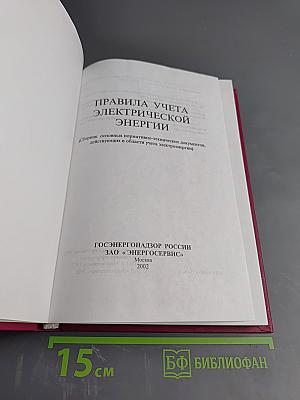 ПРАВИЛА УЧЕТА
ЭЛЕКТРИЧЕСКОЙ
ЭНЕРГИИ
(Сборник основных нормативно-технических документов,
действующих в области учета электроэнергии)
ГОСЭНЕРГОНАДЗОР РОССИИ
ЗАО «ЭНЕРГОСЕРВИС»
Москва
2002
15 см
БФ БИБЛИОФАН